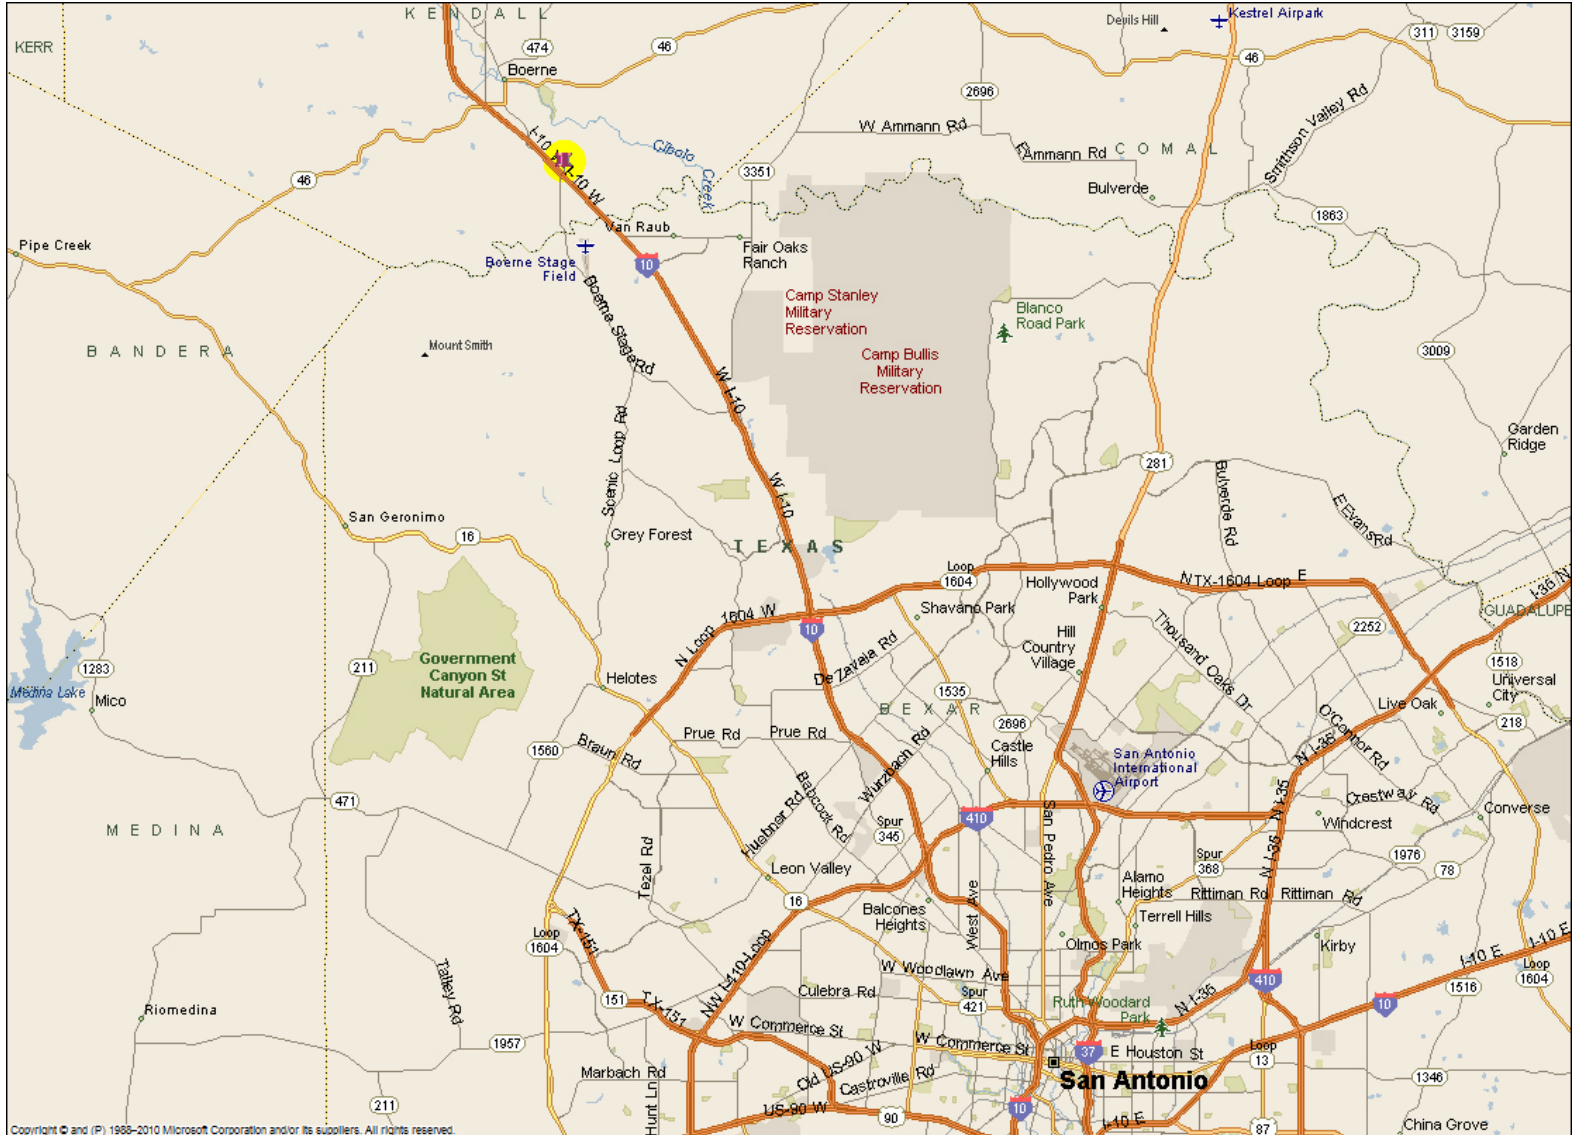 K E N D A L L
KERR
474
46
Boerne
Devils Hill
Kestrel Airpark
311
3159
46
2696
W Ammann Rd
E Ammann Rd
C O M A L
Smithson Valley Rd
I-10 W
I-10 W
Cibolo
Creek
3351
46
Bulverde
1863
Pipe Creek
Van Raub
Fair Oaks
Ranch
Boerne Stage
Field
10
Boerne Stage Rd
Camp Stanley
Military
Reservation
Blanco
Road Park
B A N D E R A
Mount Smith
Camp Bullis
Military
Reservation
3009
W I-10
Scenic Loop Rd
Garden
Ridge
281
Bulverde Rd
W I-10
E Evans Rd
San Geronimo
16
Grey Forest
T E X A S
Loop
1604
Hollywood
Park
N TX-1604-Loop E
I-35 N
GUADALUPE
Shavano Park
N Loop 1604 W
10
Hill
Country
Village
Thousand Oaks Dr
2252
De Zavala Rd
1283
211
Government
Canyon St
Natural Area
1518
Universal
City
Medina Lake
Mico
Helotes
1535
B E X A R
Live Oak
218
2696
O'Connor Rd
1560
Braun Rd
Prue Rd
Prue Rd
Wurzbach Rd
Castle
Hills
San Antonio
International
Airport
N I-35
471
Babcock Rd
Huebner Rd
Crestway Rd
Converse
M E D I N A
Spur
345
410
San Pedro Ave
N I-35
Windcrest
Tezel Rd
Leon Valley
Spur
368
N I-35
1976
78
16
Alamo
Heights
Rittiman Rd
Rittiman Rd
Balcones
Heights
West Ave
Terrell Hills
TX-151
Loop
1604
Olmos Park
Kirby
I-10 E
I-10 E
Talley Rd
NW I-410-Loop
W Woodlawn Ave
410
Loop
1604
151
TX-151
Culebra Rd
Spur
421
Ruth Woodard
Park
N I-35
10
1516
Riomedina
W Commerce St
1957
W Commerce St
37
E Houston St
Loop
13
Marbach Rd
Old US-90 W
Castroville Rd
San Antonio
1346
211
Hunt Ln
US-90 W
90
10
I-10 E
87
China Grove
Copyright © and (P) 1988–2010 Microsoft Corporation and/or its suppliers. All rights reserved.